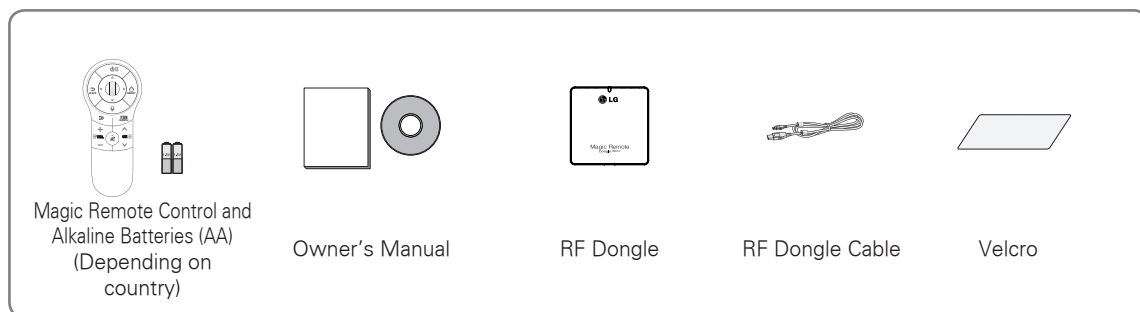 LG
Magic Remote
Dongle
Magic Remote Control and
Alkaline Batteries (AA)
(Depending on
country)
Owner's Manual
RF Dongle
RF Dongle Cable
Velcro